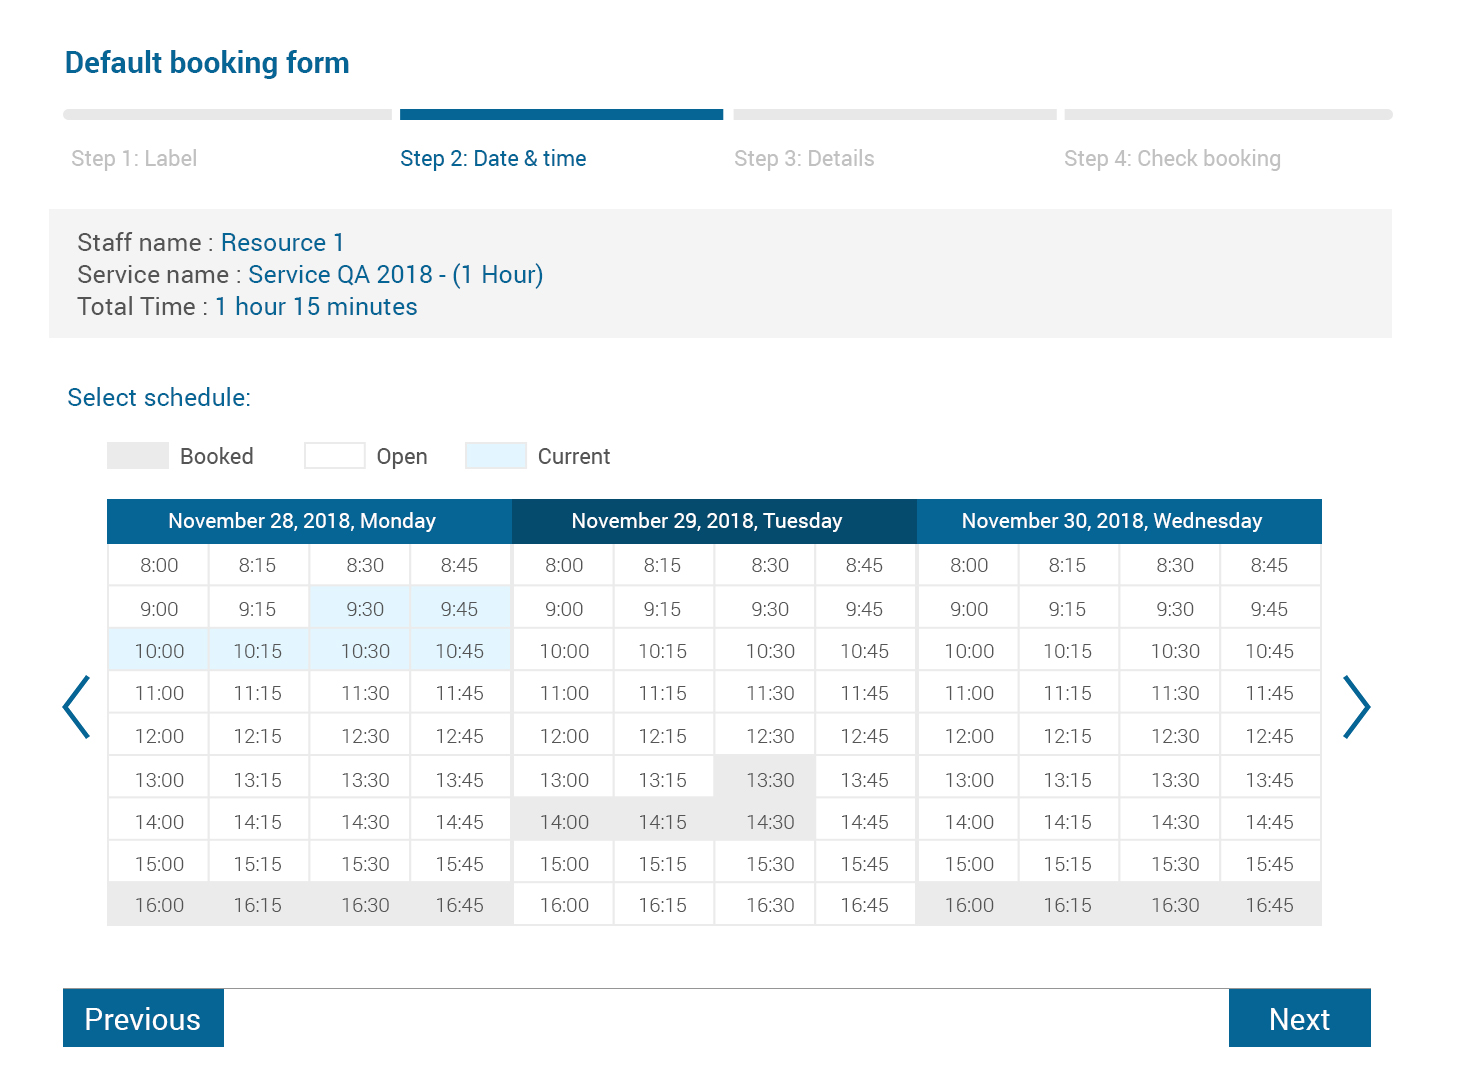 Default booking form
Step 1: Label Step 2: Date & time Step 3: Details Step 4: Check booking
Staff name : Resource 1
Service name : Service QA 2018 - (1 Hour)
Total Time : 1 hour 15 minutes
Select schedule:
Booked Open Current
November 28, 2018, Monday November 29, 2018, Tuesday November 30, 2018, Wednesday
8:00 8:15 8:30 8:45 8:00 8:15 8:30 8:45 8:00 8:15 8:30 8:45
9:00 9:15 9:30 9:45 9:00 9:15 9:30 9:45 9:00 9:15 9:30 9:45
10:00 10:15 10:30 10:45 10:00 10:15 10:30 10:45 10:00 10:15 10:30 10:45
11:00 11:15 11:30 11:45 11:00 11:15 11:30 11:45 11:00 11:15 11:30 11:45
12:00 12:15 12:30 12:45 12:00 12:15 12:30 12:45 12:00 12:15 12:30 12:45
13:00 13:15 13:30 13:45 13:00 13:15 13:30 13:45 13:00 13:15 13:30 13:45
14:00 14:15 14:30 14:45 14:00 14:15 14:30 14:45 14:00 14:15 14:30 14:45
15:00 15:15 15:30 15:45 15:00 15:15 15:30 15:45 15:00 15:15 15:30 15:45
16:00 16:15 16:30 16:45 16:00 16:15 16:30 16:45 16:00 16:15 16:30 16:45
Previous Next